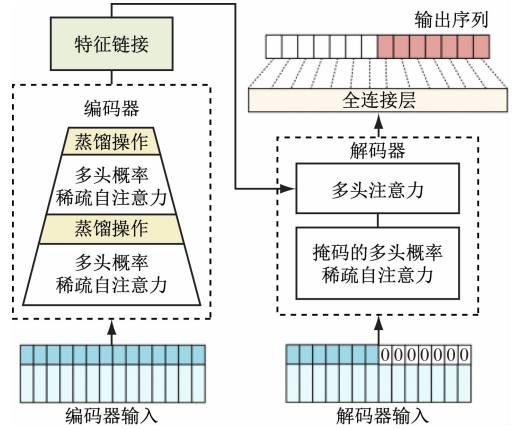 特征链接
编码器
蒸馏操作
多头概率
稀疏自注意力
蒸馏操作
多头概率
稀疏自注意力
编码器输入
输出序列
全连接层
解码器
多头注意力
掩码的多头概率
稀疏自注意力
0000000
解码器输入